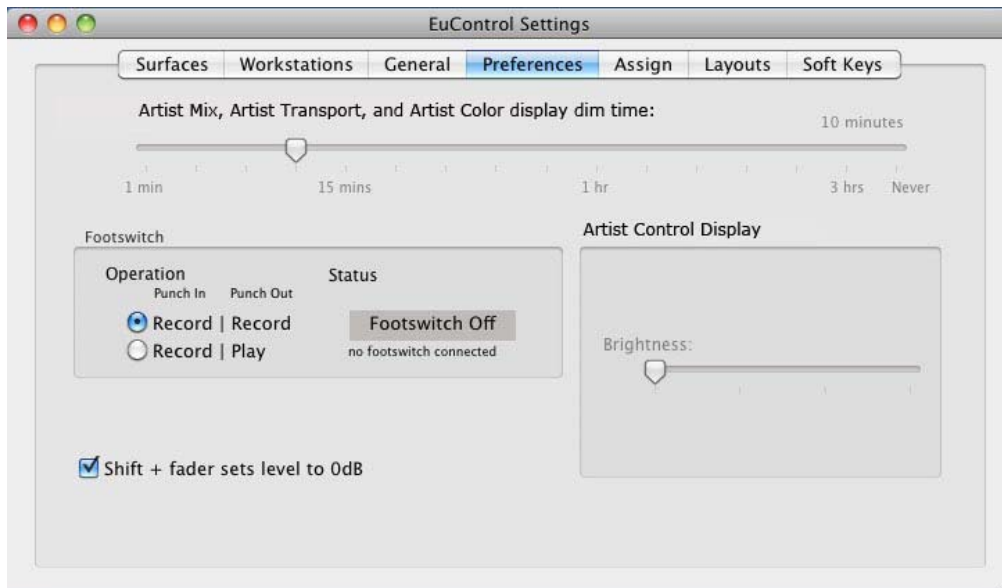 EuControl Settings
Surfaces Workstations General Preferences Assign Layouts Soft Keys
Artist Mix, Artist Transport, and Artist Color display dim time:
10 minutes
1 min 15 mins 1 hr 3 hrs Never
Footswitch
Operation Status
Punch In Punch Out
Record | Record Footswitch Off
Record | Play no footswitch connected
Artist Control Display
Brightness:
Shift + fader sets level to 0dB